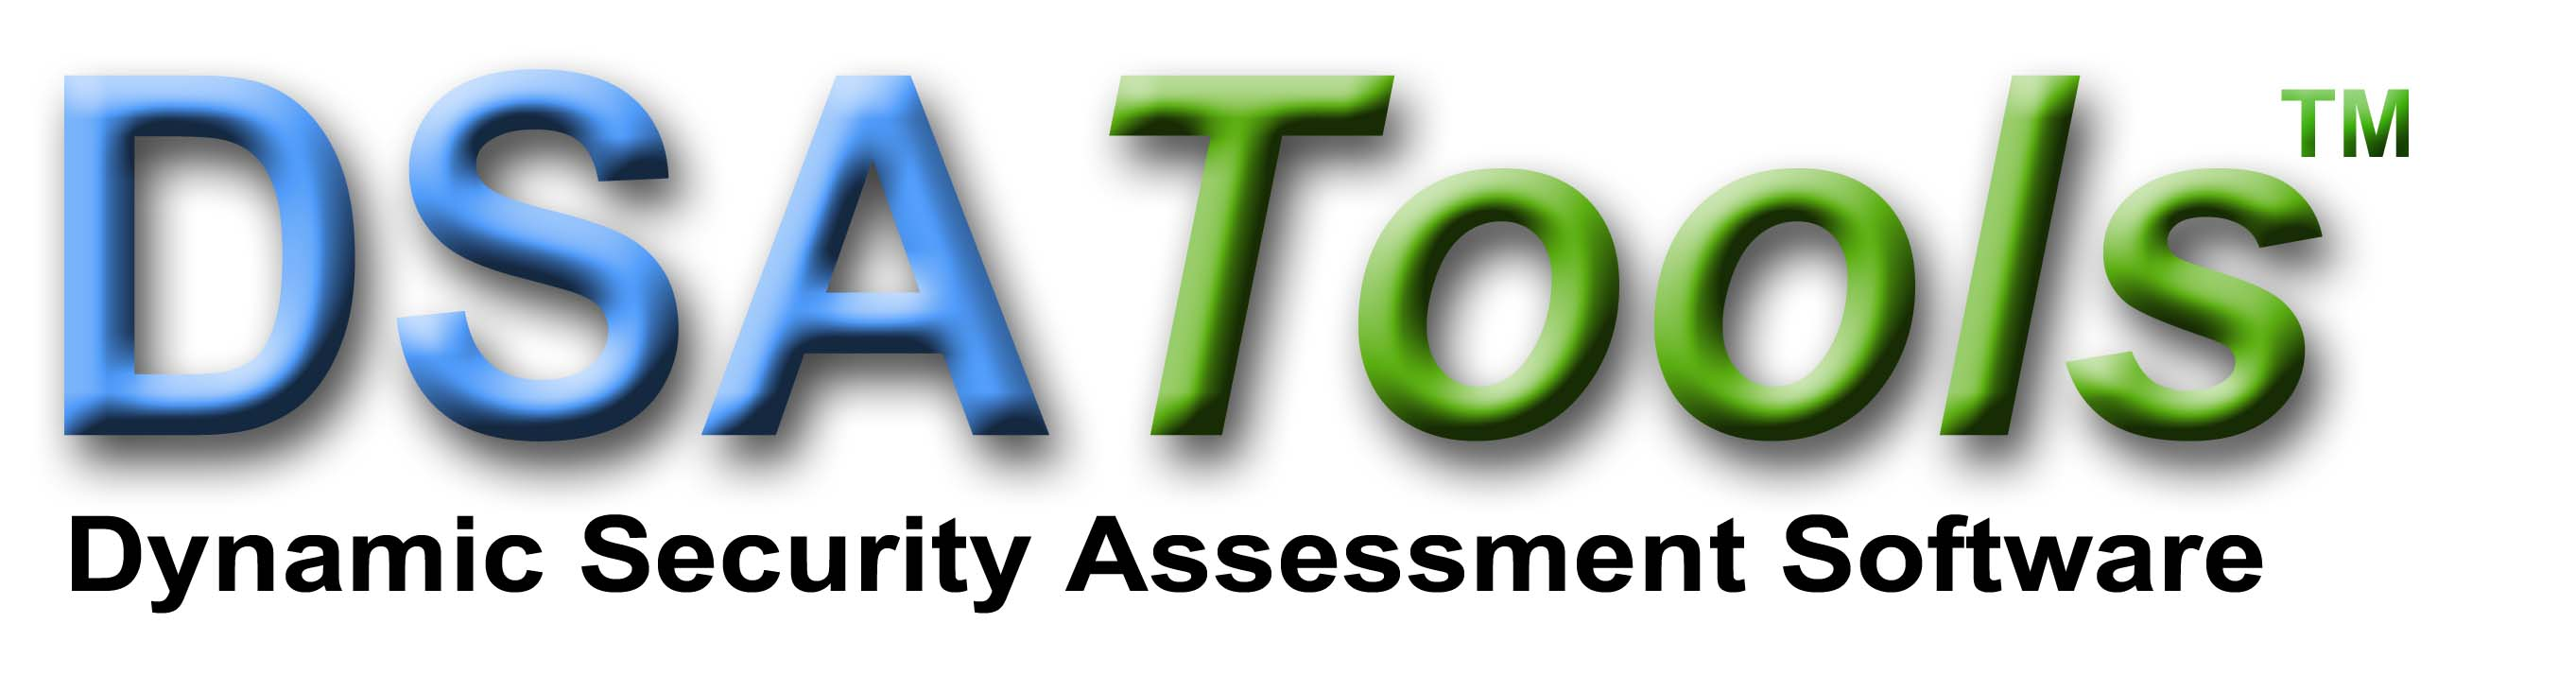 DSATools™
Dynamic Security Assessment Software